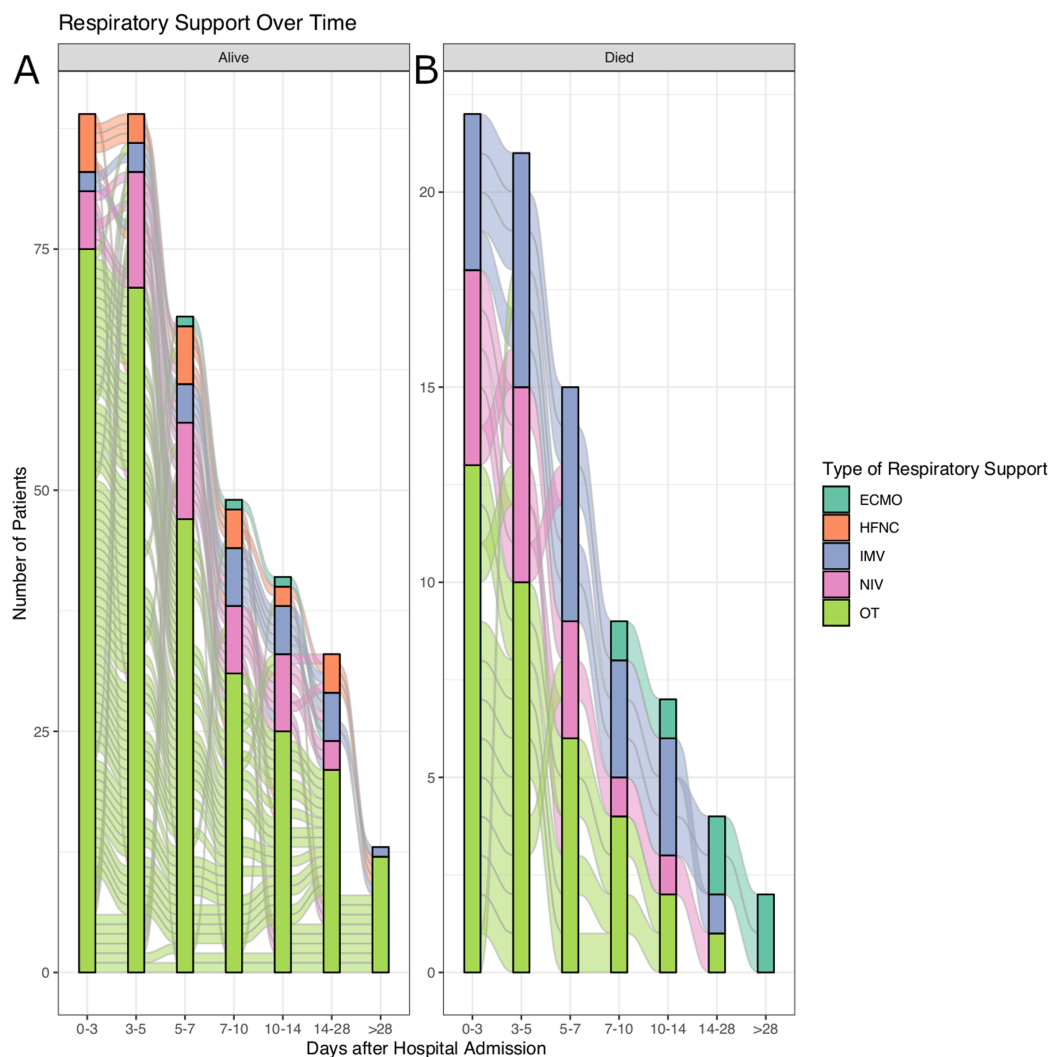 Respiratory Support Over Time
A
Alive
B
Died
Number of Patients
75
50
25
0
20
15
10
5
0
0-3
3-5
5-7
7-10
10-14
14-28
>28
0-3
3-5
5-7
7-10
10-14
14-28
>28
Days after Hospital Admission
Type of Respiratory Support
ECMO
HFNC
IMV
NIV
OT